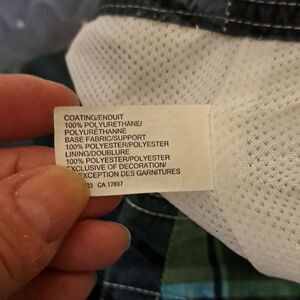 COATING/ENDUIT
100% POLYURETHANE/
POLYURÉTHANNE
BASE FABRIC/SUPPORT
100% POLYESTER/POLYESTER
LINING/DOUBLURE
100% POLYESTER/POLYESTER
EXCLUSIVE OF DECORATION/
EXCEPTION DES GARNITURES
CA 17897